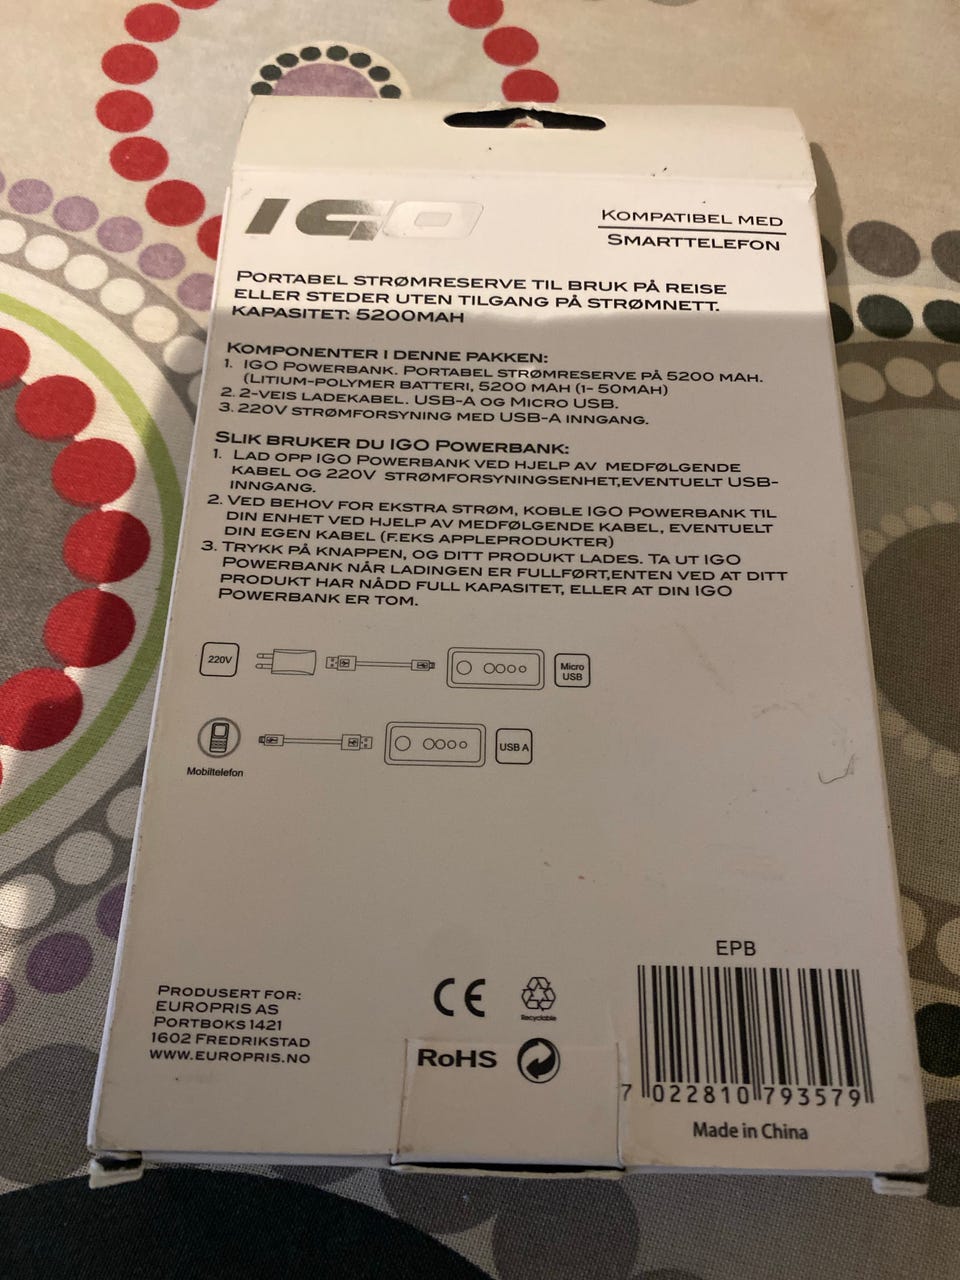 IGO
KOMPATIBEL MED
SMARTTELEFON
PORTABEL STRØMRESERVE TIL BRUK PÅ REISE
ELLER STEDER UTEN TILGANG PÅ STRØMNETT.
KAPASITET: 5200MAH
KOMPONENTER I DENNE PAKKEN:
1. IGO POWERBANK. PORTABEL STRØMRESERVE PÅ 5200 MAH.
(LITIUM-POLYMER BATTERI, 5200 MAH (1- 50MAH)
2. 2-VEIS LADEKABEL. USB-A OG MICRO USB.
3. 220V STRØMFORSYNING MED USB-A INNGANG.
SLIK BRUKER DU IGO POWERBANK:
1. LAD OPP IGO POWERBANK VED HJELP AV MEDFØLGENDE
KABEL OG 220V STRØMFORSYNINGSENHET,EVENTUELT USB-
INNGANG.
2. VED BEHOV FOR EKSTRA STRØM, KOBLE IGO POWERBANK TIL
DIN ENHET VED HJELP AV MEDFØLGENDE KABEL, EVENTUELT
DIN EGEN KABEL (F.EKS APPLEPRODUKTER)
3. TRYKK PÅ KNAPPEN, OG DITT PRODUKT LADES. TA UT IGO
POWERBANK NÅR LADINGEN ER FULLFØRT,ENTEN VED AT DITT
PRODUKT HAR NÅDD FULL KAPASITET, ELLER AT DIN IGO
POWERBANK ER TOM.
220V
Micro
USB
USB A
Mobiltelefon
EPB
PRODUSERT FOR:
EUROPRIS AS
PORTBOKS 1421
1602 FREDRIKSTAD
WWW.EUROPRIS.NO
CE
Recyclable
RoHS
7 022810 793579
Made in China